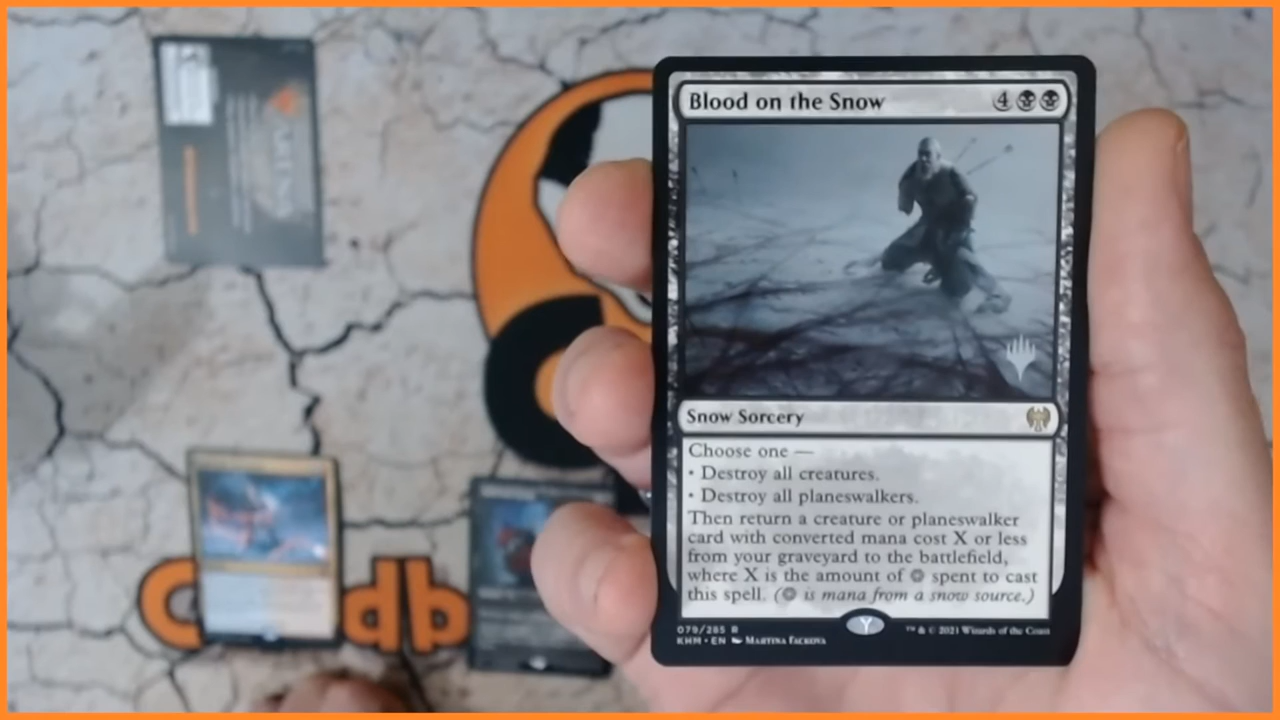 Blood on the Snow 4
Snow Sorcery
Choose one —
• Destroy all creatures.
• Destroy all planeswalkers.
Then return a creature or planeswalker
card with converted mana cost X or less
from your graveyard to the battlefield,
where X is the amount of spent to cast
this spell. ( is mana from a snow source.)
079/285 R
KHM • EN Martina Fačková
™ & © 2021 Wizards of the Coast
db